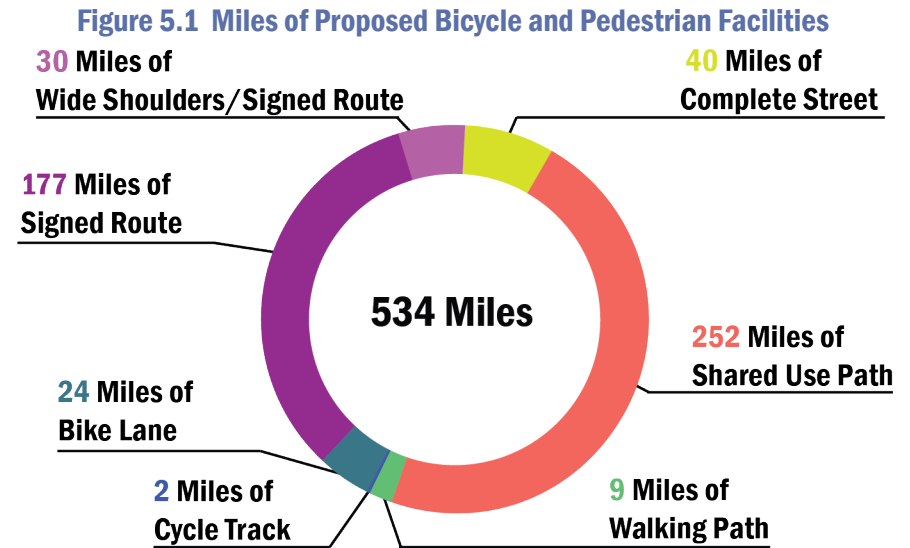 Figure 5.1 Miles of Proposed Bicycle and Pedestrian Facilities
30 Miles of
Wide Shoulders/Signed Route
40 Miles of
Complete Street
177 Miles of
Signed Route
534 Miles
252 Miles of
Shared Use Path
24 Miles of
Bike Lane
2 Miles of
Cycle Track
9 Miles of
Walking Path